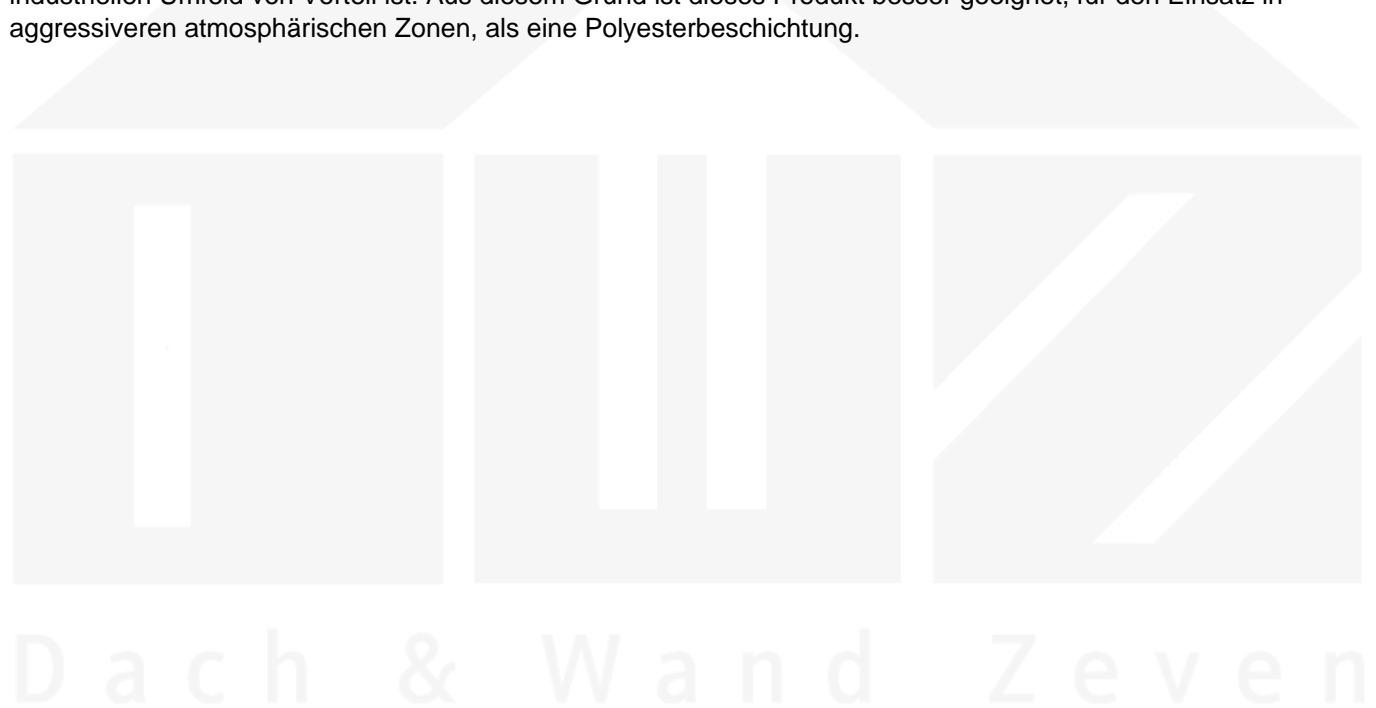 industriellen Umfeld von Vorteil ist. Aus diesem Grund ist dieses Produkt besser geeignet, für den Einsatz in
aggressiveren atmosphärischen Zonen, als eine Polyesterbeschichtung.
Dach & Wand Zeven